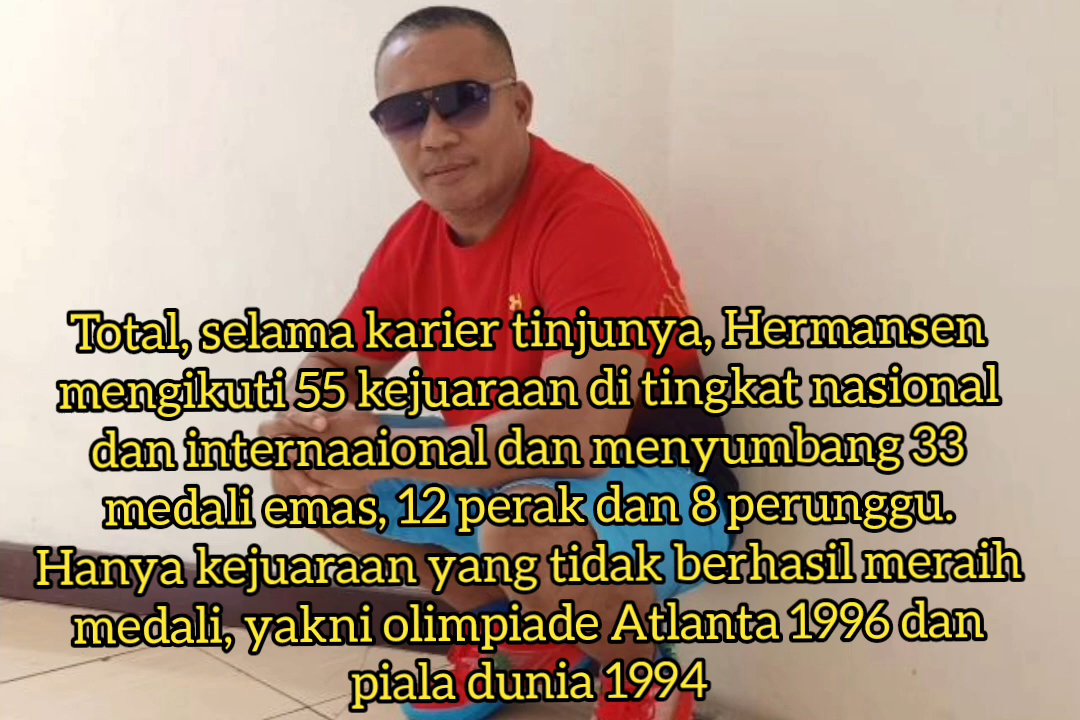 Total, selama karier tinjunya, Hermansen
mengikuti 55 kejuaraan di tingkat nasional
dan internaaional dan menyumbang 33
medali emas, 12 perak dan 8 perunggu.
Hanya kejuaraan yang tidak berhasil meraih
medali, yakni olimpiade Atlanta 1996 dan
piala dunia 1994